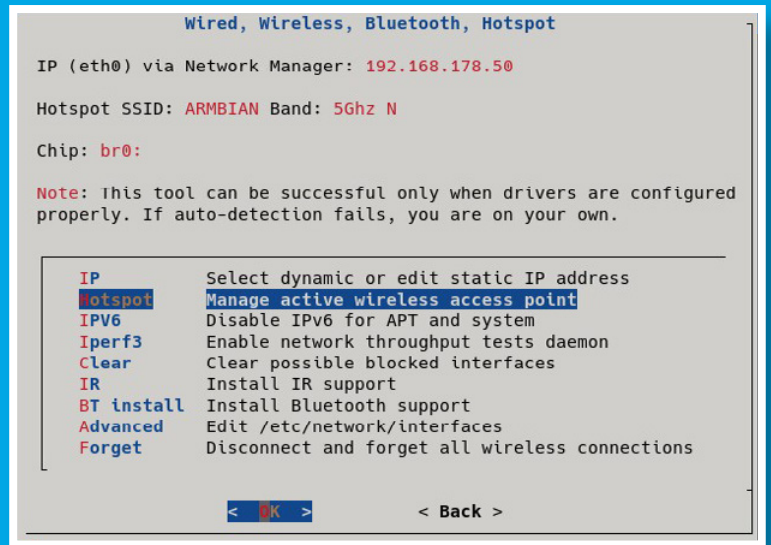 Wired, Wireless, Bluetooth, Hotspot
IP (eth0) via Network Manager: 192.168.178.50
Hotspot SSID: ARMBIAN Band: 5Ghz N
Chip: br0:
Note: This tool can be successful only when drivers are configured
properly. If auto-detection fails, you are on your own.
IP Select dynamic or edit static IP address
Hotspot Manage active wireless access point
IPV6 Disable IPv6 for APT and system
Iperf3 Enable network throughput tests daemon
Clear Clear possible blocked interfaces
IR Install IR support
BT install Install Bluetooth support
Advanced Edit /etc/network/interfaces
Forget Disconnect and forget all wireless connections
< OK > < Back >